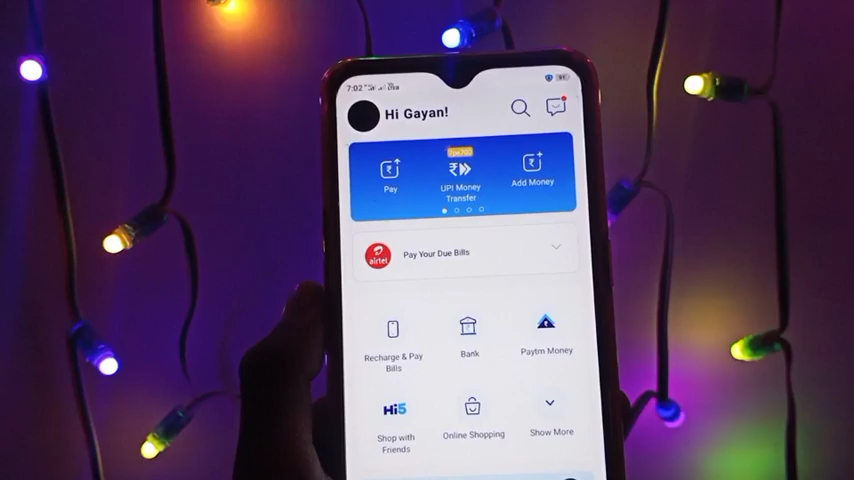 7:02
Hi Gayan!
Pay
UPI Money
Transfer
Add Money
airtel
Pay Your Due Bills
Recharge & Pay
Bills
Bank
Paytm Money
Hi5
Shop with
Friends
Online Shopping
Show More